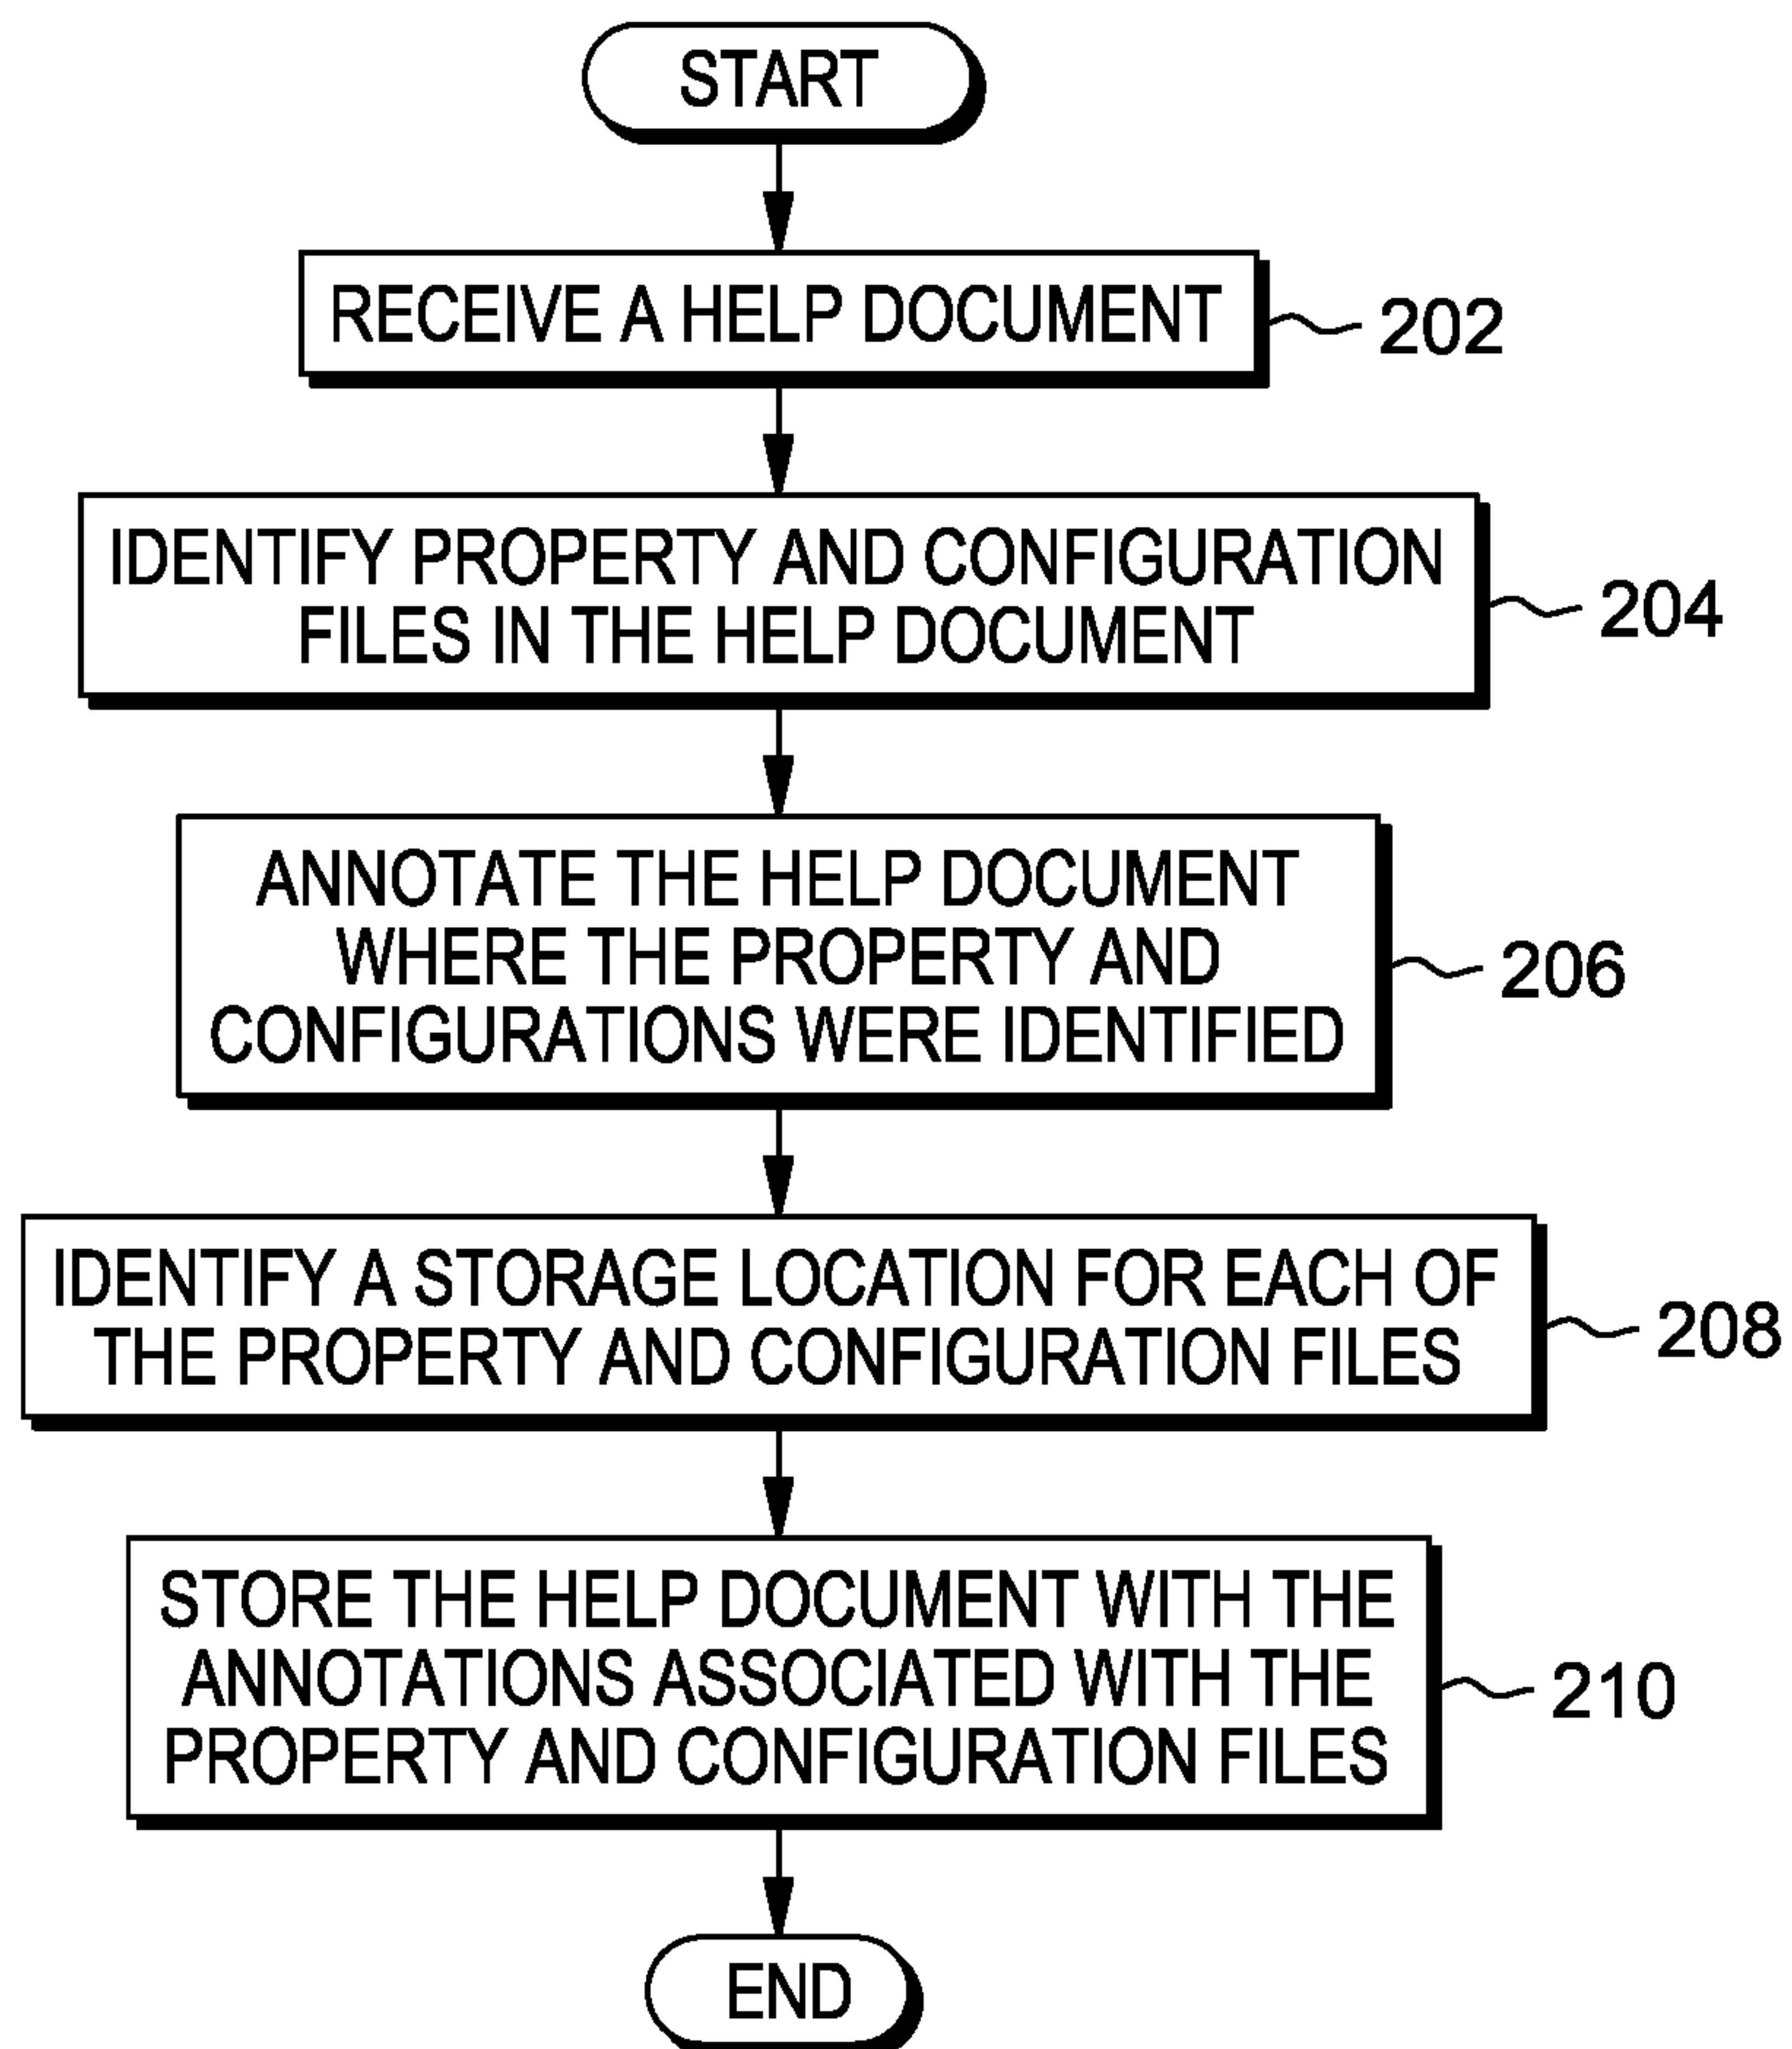 START
RECEIVE A HELP DOCUMENT
202
IDENTIFY PROPERTY AND CONFIGURATION
FILES IN THE HELP DOCUMENT
204
ANNOTATE THE HELP DOCUMENT
WHERE THE PROPERTY AND
CONFIGURATIONS WERE IDENTIFIED
206
IDENTIFY A STORAGE LOCATION FOR EACH OF
THE PROPERTY AND CONFIGURATION FILES
208
STORE THE HELP DOCUMENT WITH THE
ANNOTATIONS ASSOCIATED WITH THE
PROPERTY AND CONFIGURATION FILES
210
END